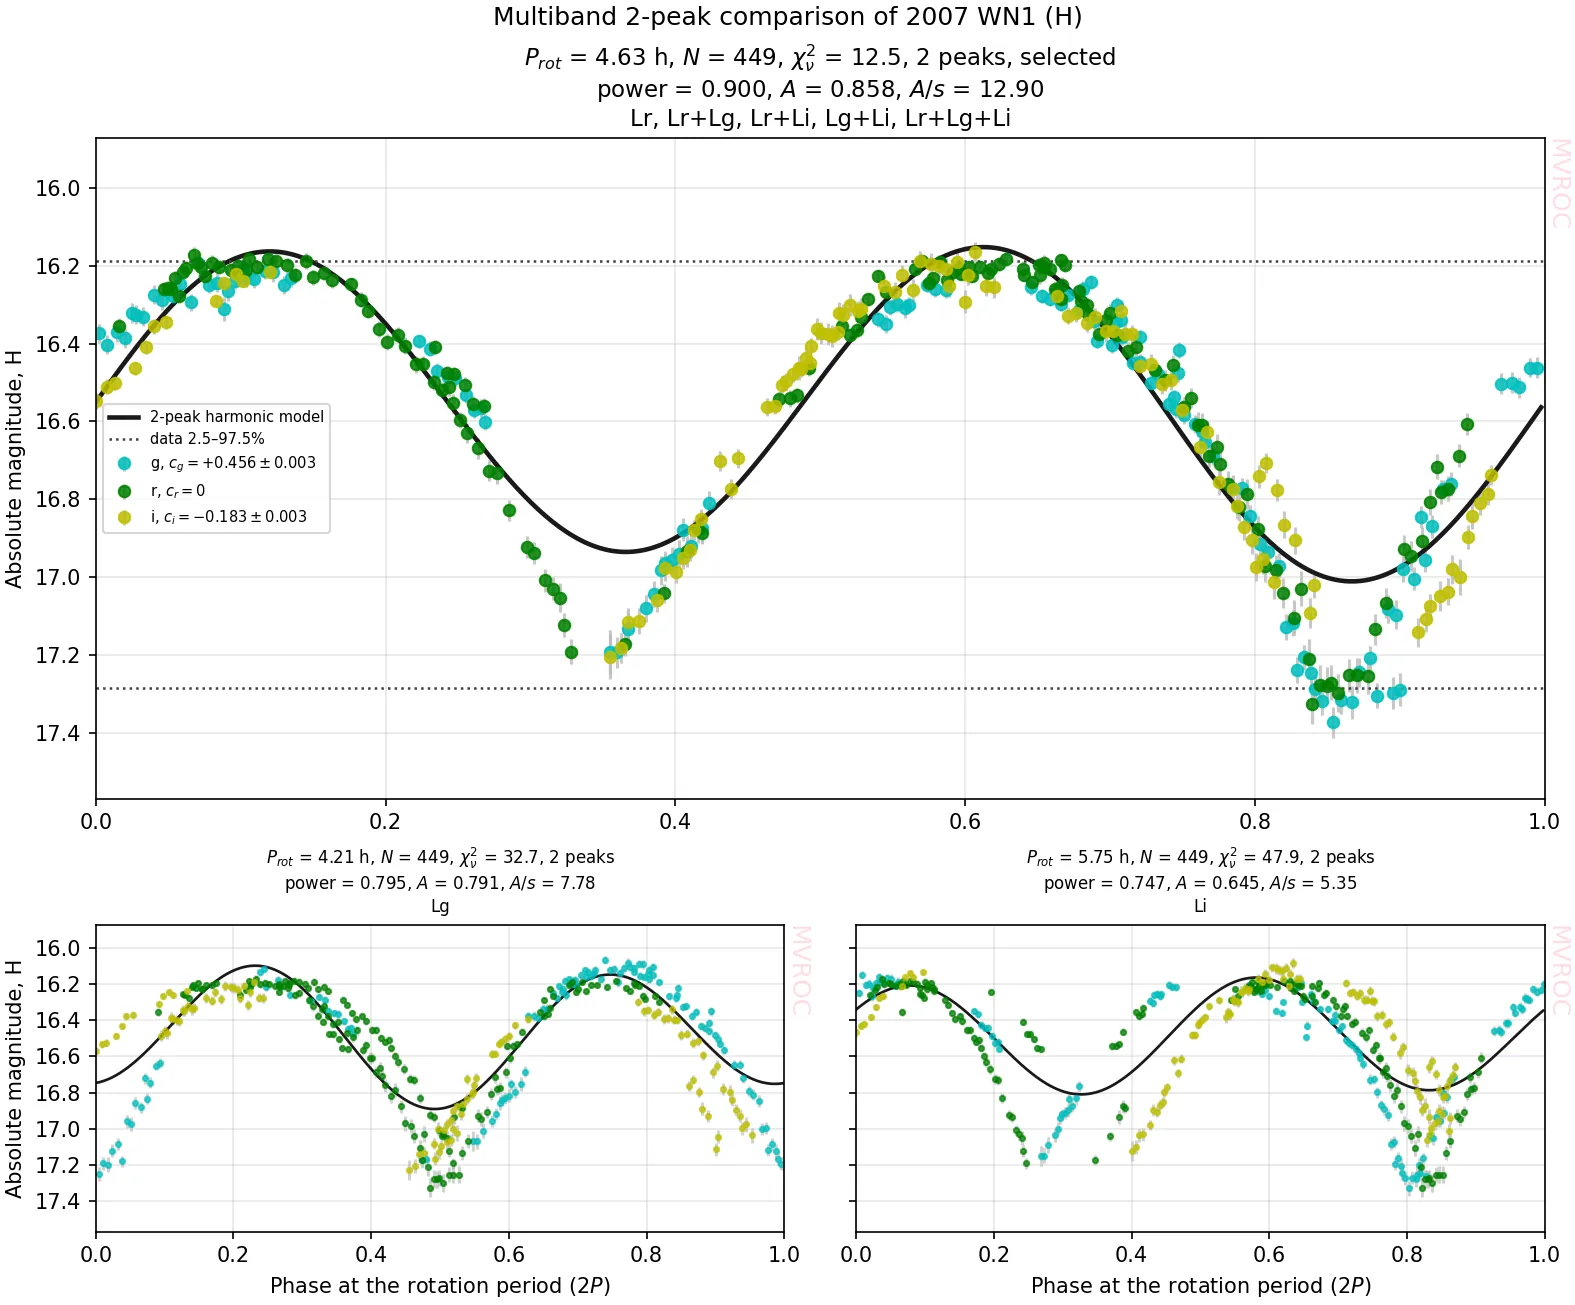 Multiband 2-peak comparison of 2007 WN1 (H)
P_rot = 4.63 h, N = 449, χ²_ν = 12.5, 2 peaks, selected
power = 0.900, A = 0.858, A/s = 12.90
Lr, Lr+Lg, Lr+Li, Lg+Li, Lr+Lg+Li
MVROC
Absolute magnitude, H
16.0
16.2
16.4
16.6
16.8
17.0
17.2
17.4
2-peak harmonic model
data 2.5–97.5%
g, c_g = +0.456 ± 0.003
r, c_r = 0
i, c_i = −0.183 ± 0.003
0.0 0.2 0.4 0.6 0.8 1.0
P_rot = 4.21 h, N = 449, χ²_ν = 32.7, 2 peaks
power = 0.795, A = 0.791, A/s = 7.78
Lg
MVROC
Absolute magnitude, H
16.0
16.2
16.4
16.6
16.8
17.0
17.2
17.4
0.0 0.2 0.4 0.6 0.8 1.0
Phase at the rotation period (2P)
P_rot = 5.75 h, N = 449, χ²_ν = 47.9, 2 peaks
power = 0.747, A = 0.645, A/s = 5.35
Li
MVROC
0.0 0.2 0.4 0.6 0.8 1.0
Phase at the rotation period (2P)